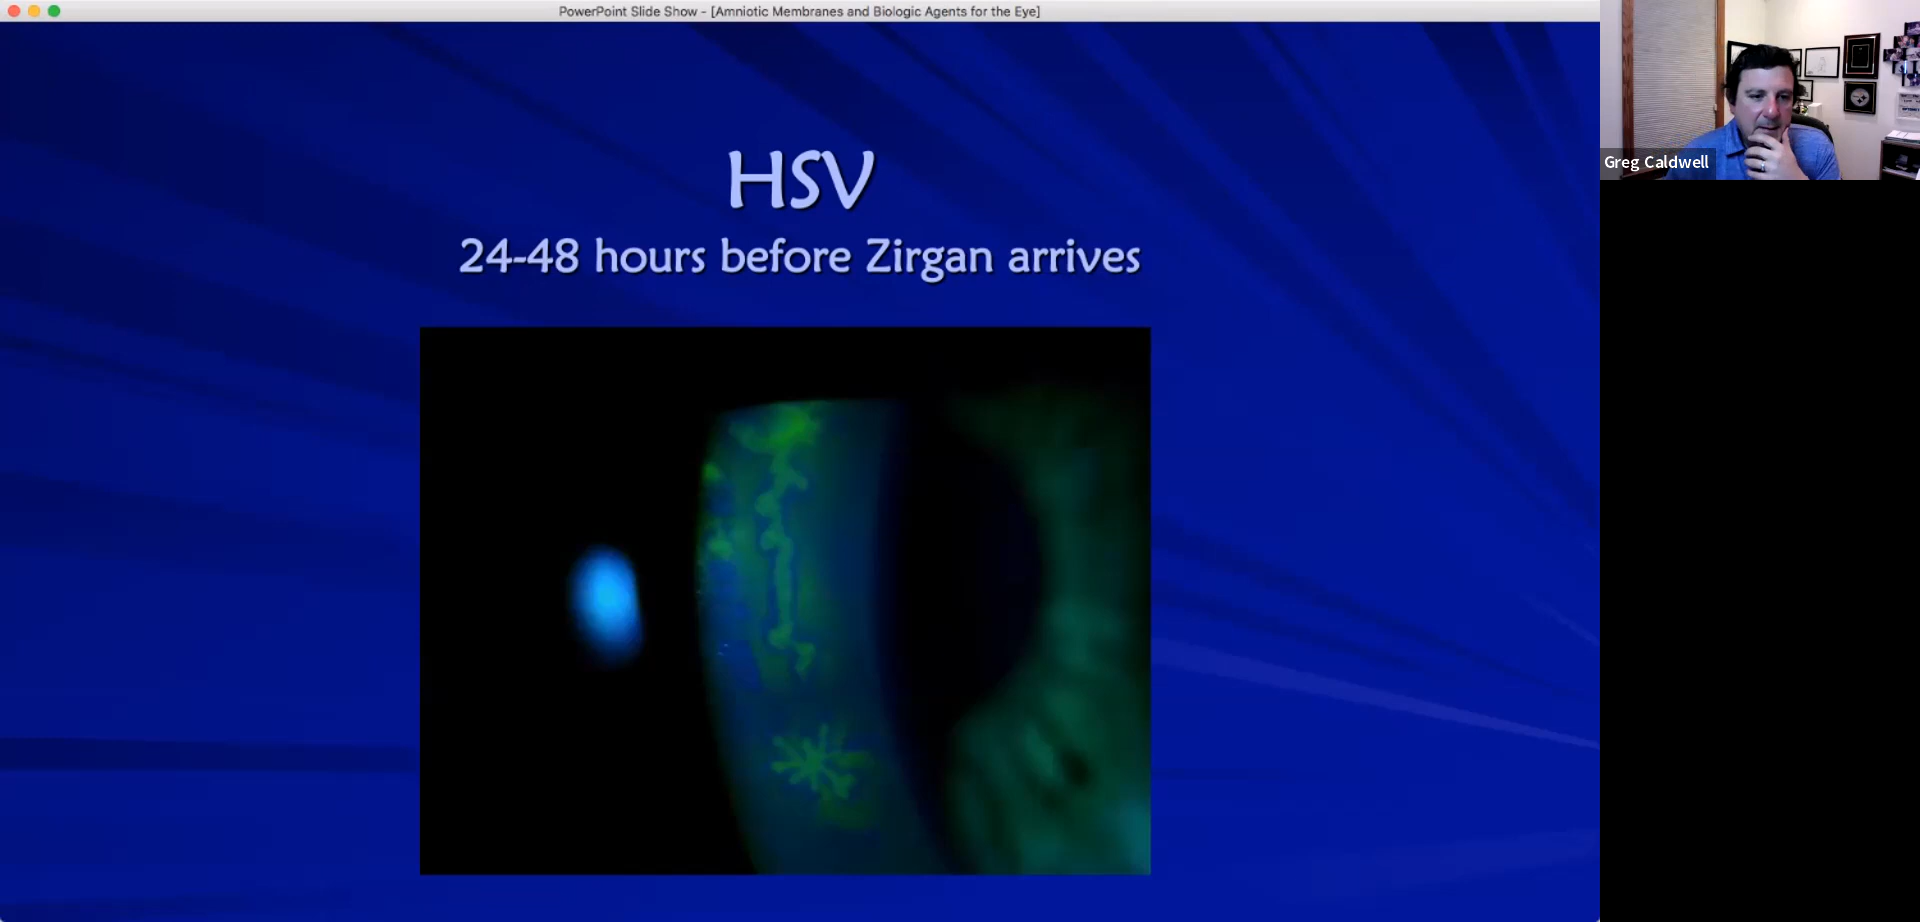 PowerPoint Slide Show - [Amniotic Membranes and Biologic Agents for the Eye]
HSV
24-48 hours before Zirgan arrives
Greg Caldwell